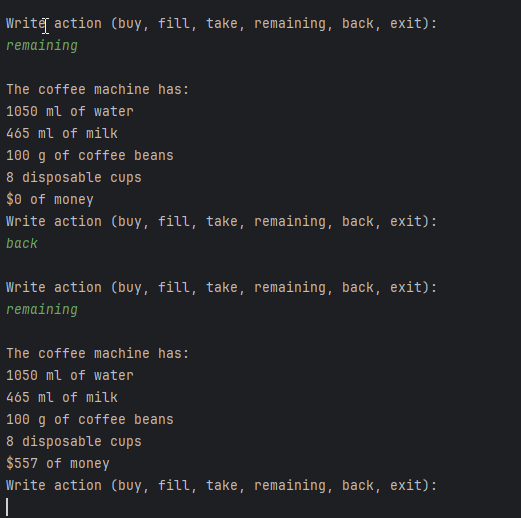 Write action (buy, fill, take, remaining, back, exit):
remaining
The coffee machine has:
1050 ml of water
465 ml of milk
100 g of coffee beans
8 disposable cups
$0 of money
Write action (buy, fill, take, remaining, back, exit):
back
Write action (buy, fill, take, remaining, back, exit):
remaining
The coffee machine has:
1050 ml of water
465 ml of milk
100 g of coffee beans
8 disposable cups
$557 of money
Write action (buy, fill, take, remaining, back, exit):